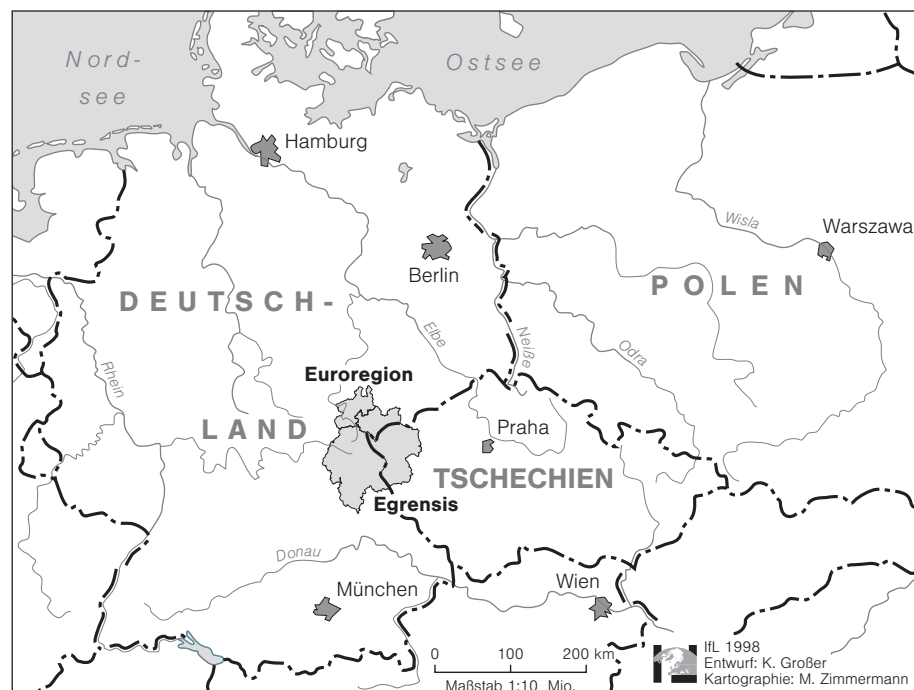 Nord-
see
Ostsee
Hamburg
Wisla
Warszawa
Berlin
DEUTSCH-
POLEN
Elbe
Neiße
Odra
Rhein
Euroregion
LAND
Praha
TSCHECHIEN
Egrensis
Donau
München
Wien
0 100 200 km
Maßstab 1:10 Mio.
IfL 1998
Entwurf: K. Großer
Kartographie: M. Zimmermann